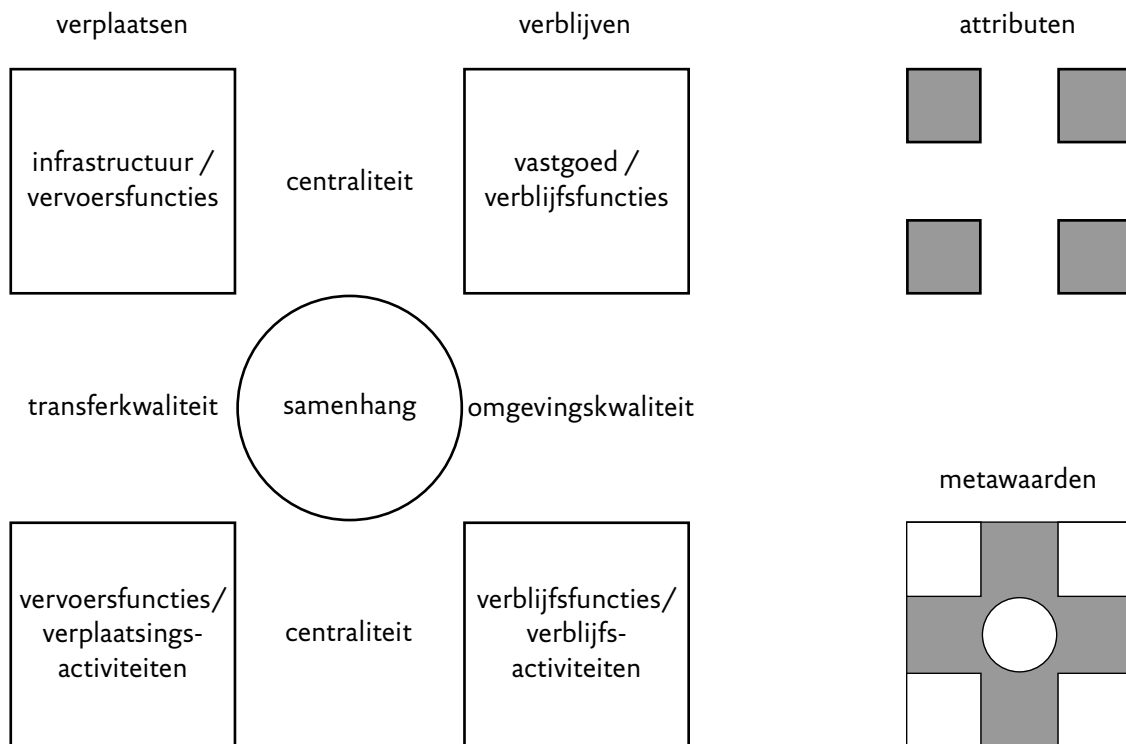 verplaatsen
verblijven
attributen
infrastructuur /
vervoersfuncties
centraliteit
vastgoed /
verblijfsfuncties
transferkwaliteit
samenhang
omgevingskwaliteit
metawaarden
vervoersfuncties/
verplaatsings-
activiteiten
centraliteit
verblijfsfuncties/
verblijfs-
activiteiten